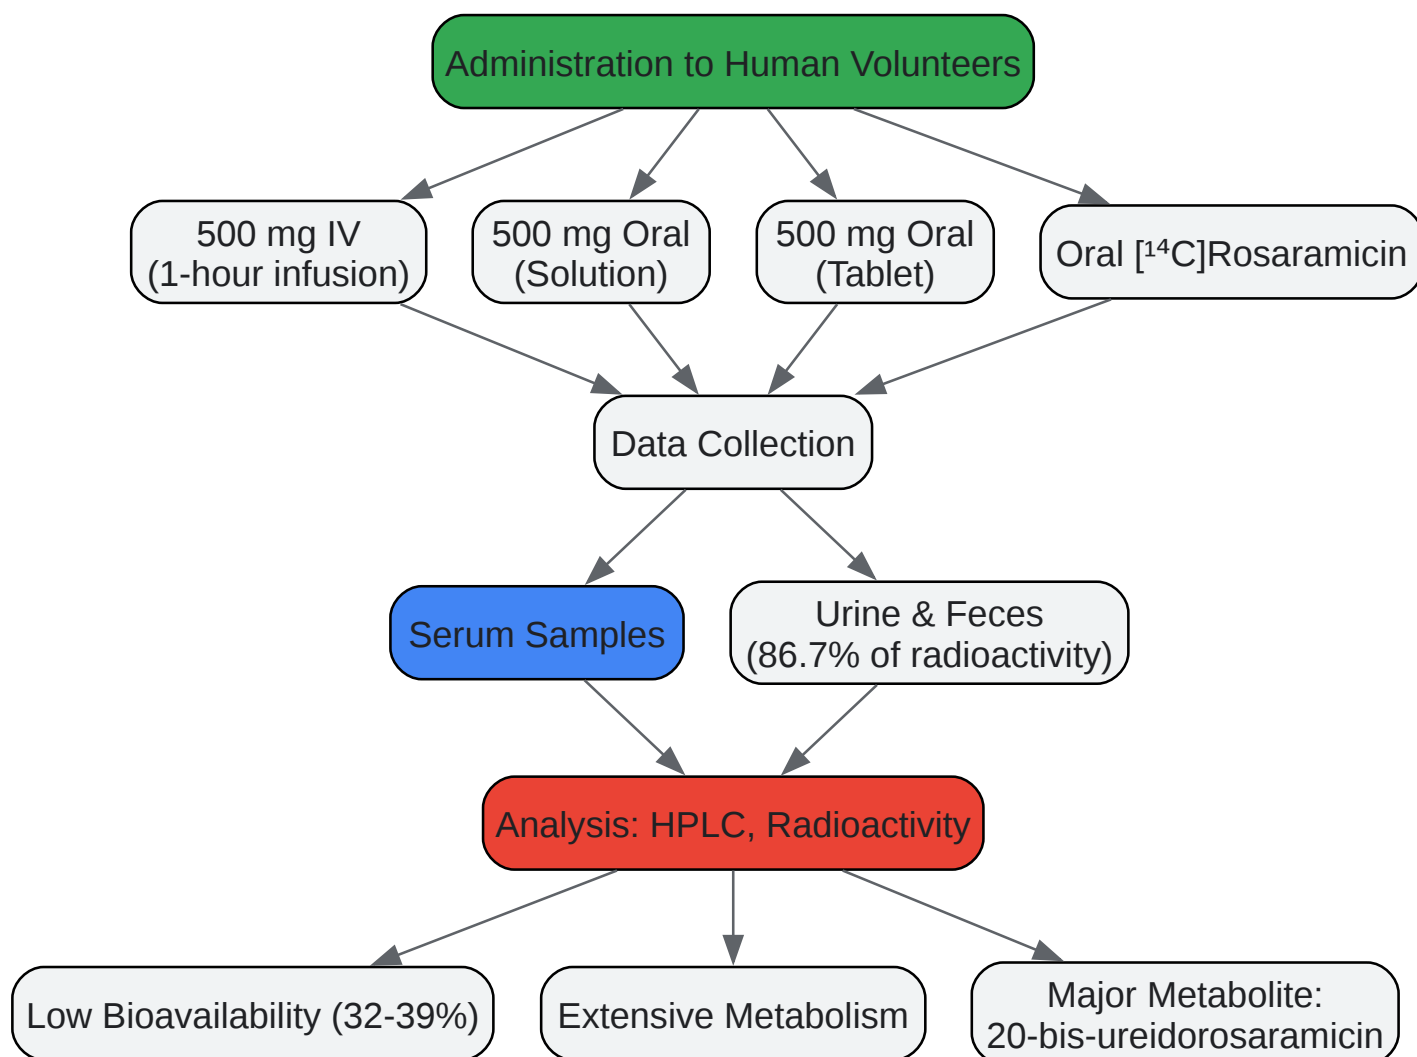 Administration to Human Volunteers
500 mg IV
(1-hour infusion)
500 mg Oral
(Solution)
500 mg Oral
(Tablet)
Oral [¹⁴C]Rosaramicin
Data Collection
Serum Samples
Urine & Feces
(86.7% of radioactivity)
Analysis: HPLC, Radioactivity
Low Bioavailability (32-39%)
Extensive Metabolism
Major Metabolite:
20-bis-ureidorosaramicin